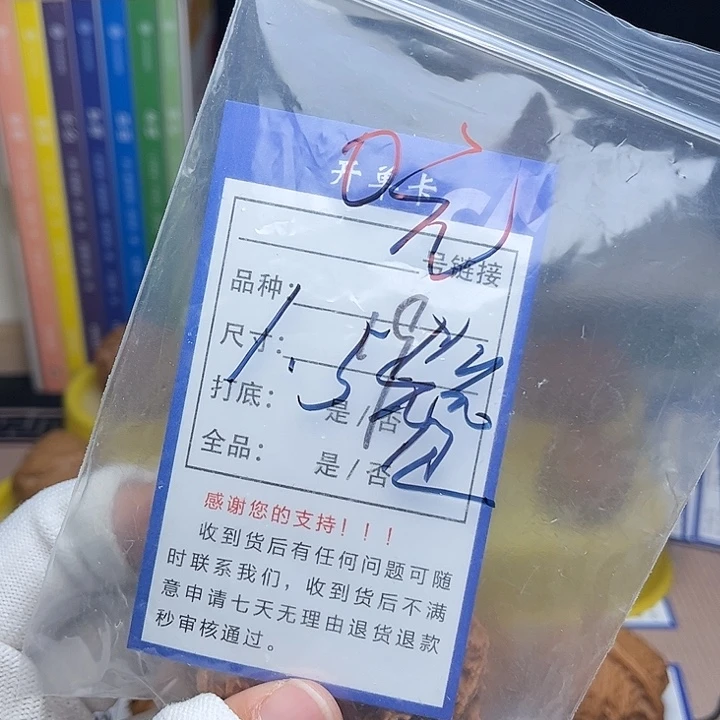 开单卡
号链接
品种:
尺寸:
打底: 是/否
全品: 是/否
感谢您的支持!!!
收到货后有任何问题可随
时联系我们,收到货后不满
意申请七天无理由退货退款
秒审核通过。
1.5